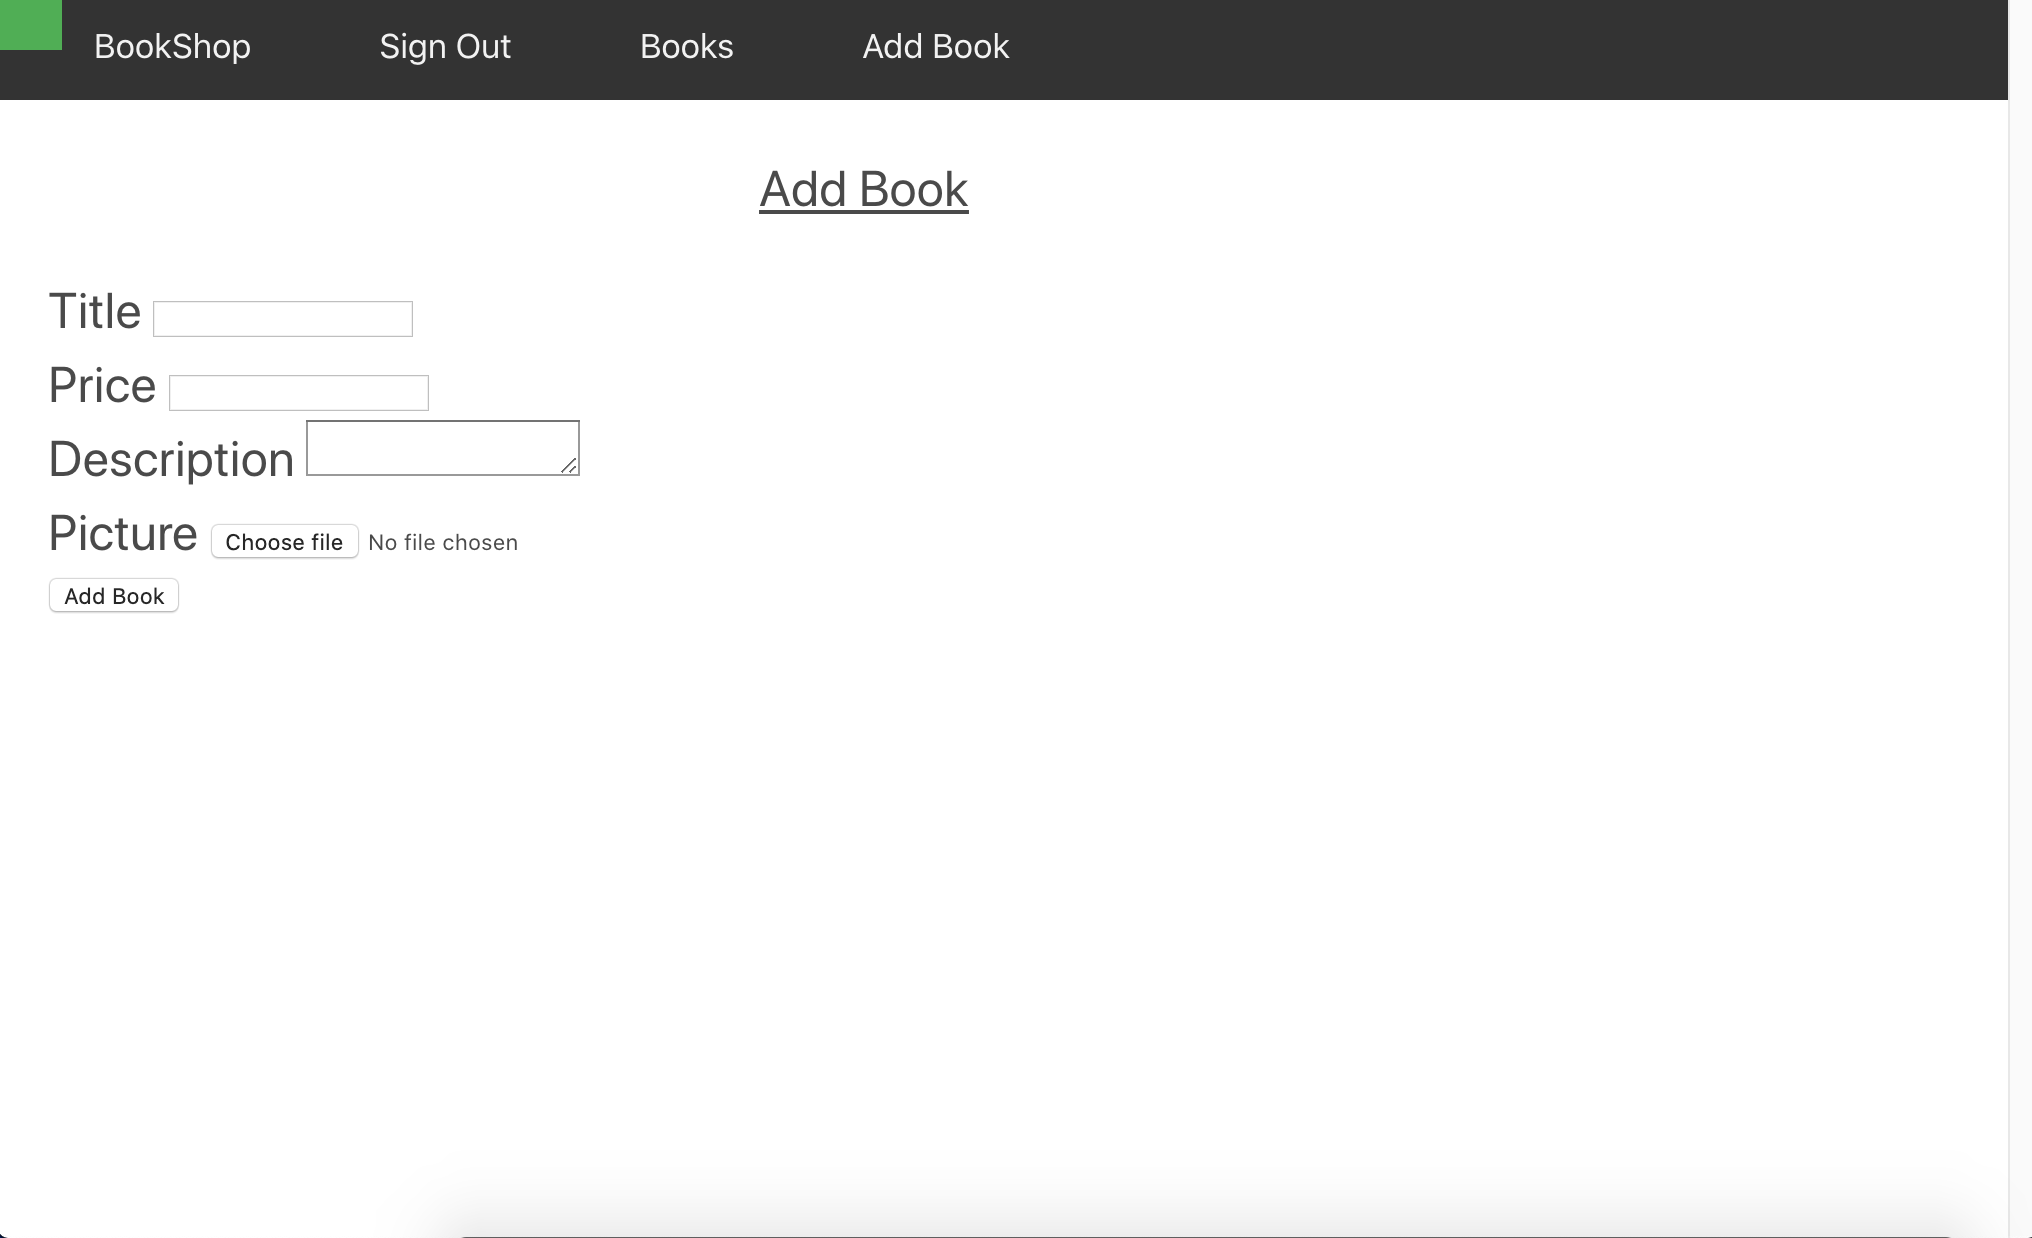 BookShop Sign Out Books Add Book
Add Book
Title
Price
Description
Picture Choose file No file chosen
Add Book